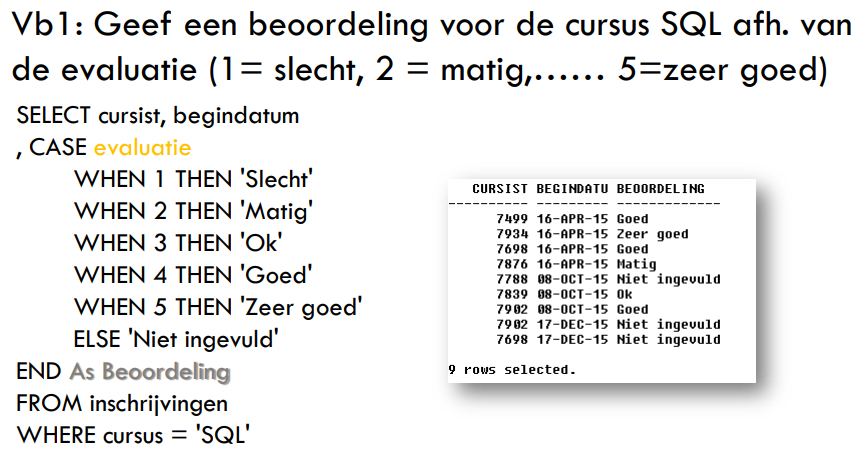 Vb1: Geef een beoordeling voor de cursus SQL afh. van
de evaluatie (1= slecht, 2 = matig,...... 5=zeer goed)
SELECT cursist, begindatum
, CASE evaluatie
WHEN 1 THEN 'Slecht'
WHEN 2 THEN 'Matig'
WHEN 3 THEN 'Ok'
WHEN 4 THEN 'Goed'
WHEN 5 THEN 'Zeer goed'
ELSE 'Niet ingevuld'
END As Beoordeling
FROM inschrijvingen
WHERE cursus = 'SQL'
CURSIST BEGINDATU BEOORDELING
---------- --------- -------------
7499 16-APR-15 Goed
7934 16-APR-15 Zeer goed
7698 16-APR-15 Goed
7876 16-APR-15 Matig
7788 08-OCT-15 Niet ingevuld
7839 08-OCT-15 Ok
7902 08-OCT-15 Goed
7902 17-DEC-15 Niet ingevuld
7698 17-DEC-15 Niet ingevuld
9 rows selected.